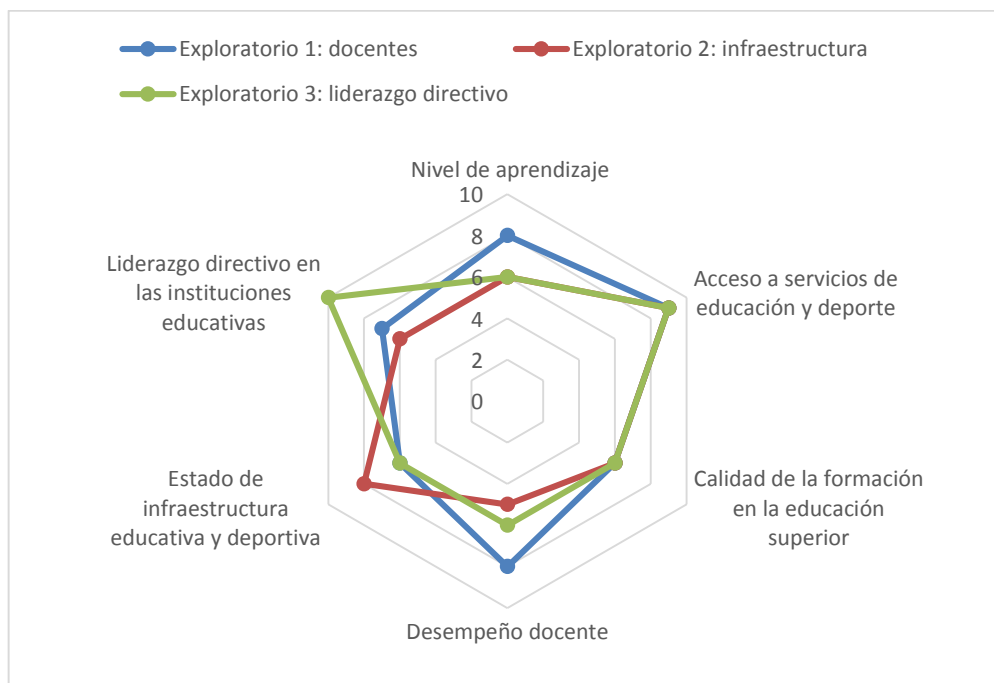 Exploratorio 1: docentes
Exploratorio 2: infraestructura
Exploratorio 3: liderazgo directivo
Nivel de aprendizaje
10
8
6
4
2
0
Acceso a servicios de
educación y deporte
Calidad de la formación
en la educación
superior
Desempeño docente
Estado de
infraestructura
educativa y deportiva
Liderazgo directivo en
las instituciones
educativas